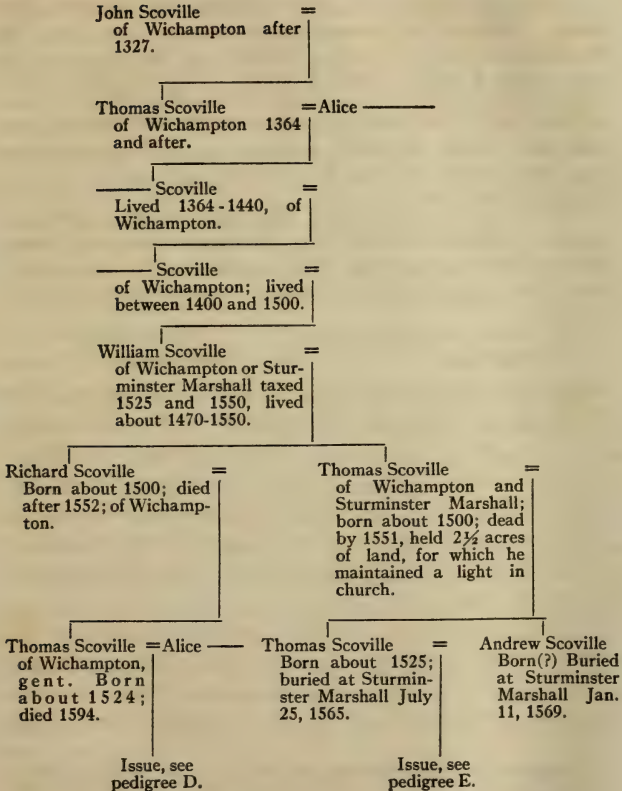 John Scoville =
of Wichampton after
1327.
Thomas Scoville = Alice ———
of Wichampton 1364
and after.
——— Scoville =
Lived 1364-1440, of
Wichampton.
——— Scoville =
of Wichampton; lived
between 1400 and 1500.
William Scoville =
of Wichampton or Stur-
minster Marshall taxed
1525 and 1550, lived
about 1470-1550.
Richard Scoville =
Born about 1500; died
after 1552; of Wichamp-
ton.
Thomas Scoville =
of Wichampton and
Sturminster Marshall;
born about 1500; dead
by 1551, held 2½ acres
of land, for which he
maintained a light in
church.
Thomas Scoville = Alice ——
of Wichampton,
gent. Born
about 1524;
died 1594.
Issue, see
pedigree D.
Thomas Scoville =
Born about 1525;
buried at Sturmin-
ster Marshall July
25, 1565.
Issue, see
pedigree E.
Andrew Scoville
Born(?) Buried
at Sturminster
Marshall Jan.
11, 1569.